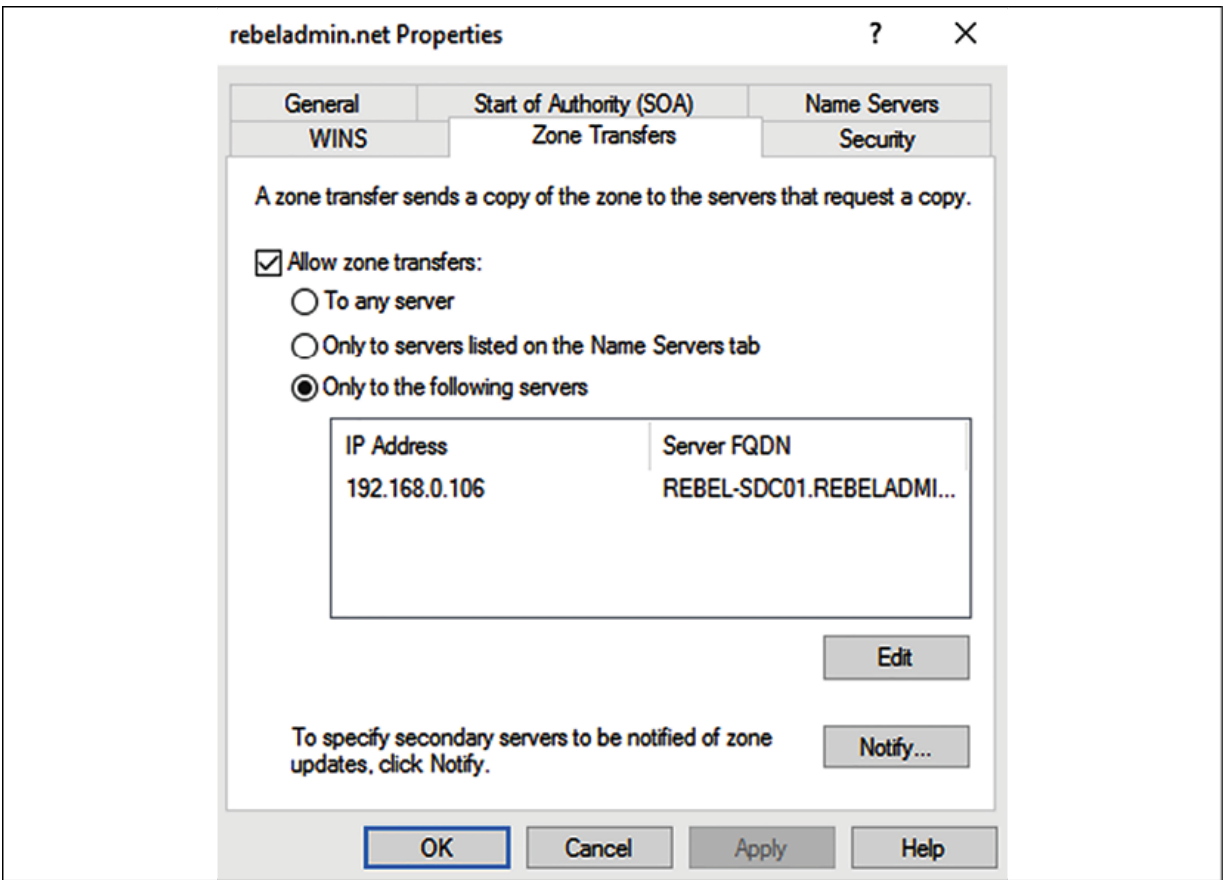 rebeladmin.net Properties
?
General
Start of Authority (SOA)
Name Servers
WINS
Zone Transfers
Security
A zone transfer sends a copy of the zone to the servers that request a copy.
Allow zone transfers:
To any server
Only to servers listed on the Name Servers tab
Only to the following servers
IP Address
Server FQDN
192.168.0.106
REBEL-SDC01.REBELADMI...
Edit
To specify secondary servers to be notified of zone
updates, click Notify.
Notify...
OK
Cancel
Apply
Help